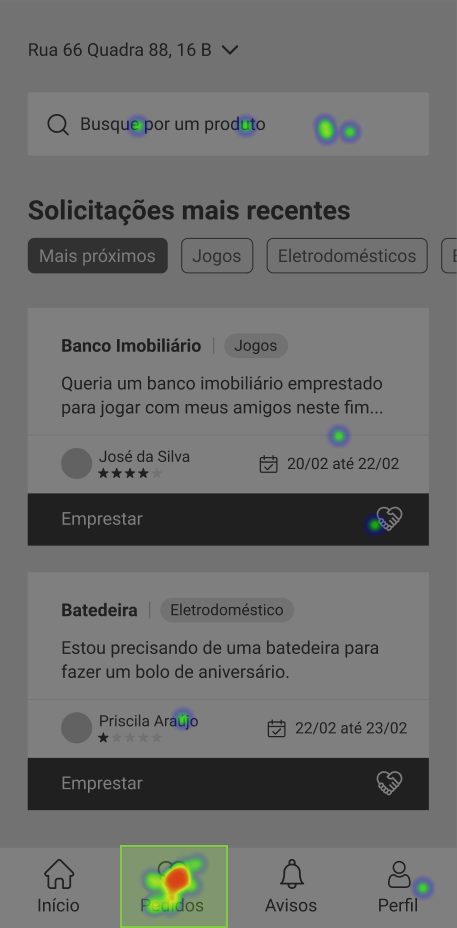 Rua 66 Quadra 88, 16 B
Busque por um produto
Solicitações mais recentes
Mais próximos
Jogos
Eletrodomésticos
Banco Imobiliário
Jogos
Queria um banco imobiliário emprestado
para jogar com meus amigos neste fim...
José da Silva
20/02 até 22/02
Emprestar
Batedeira
Eletrodoméstico
Estou precisando de uma batedeira para
fazer um bolo de aniversário.
Priscila Araujo
22/02 até 23/02
Emprestar
Início
Pedidos
Avisos
Perfil